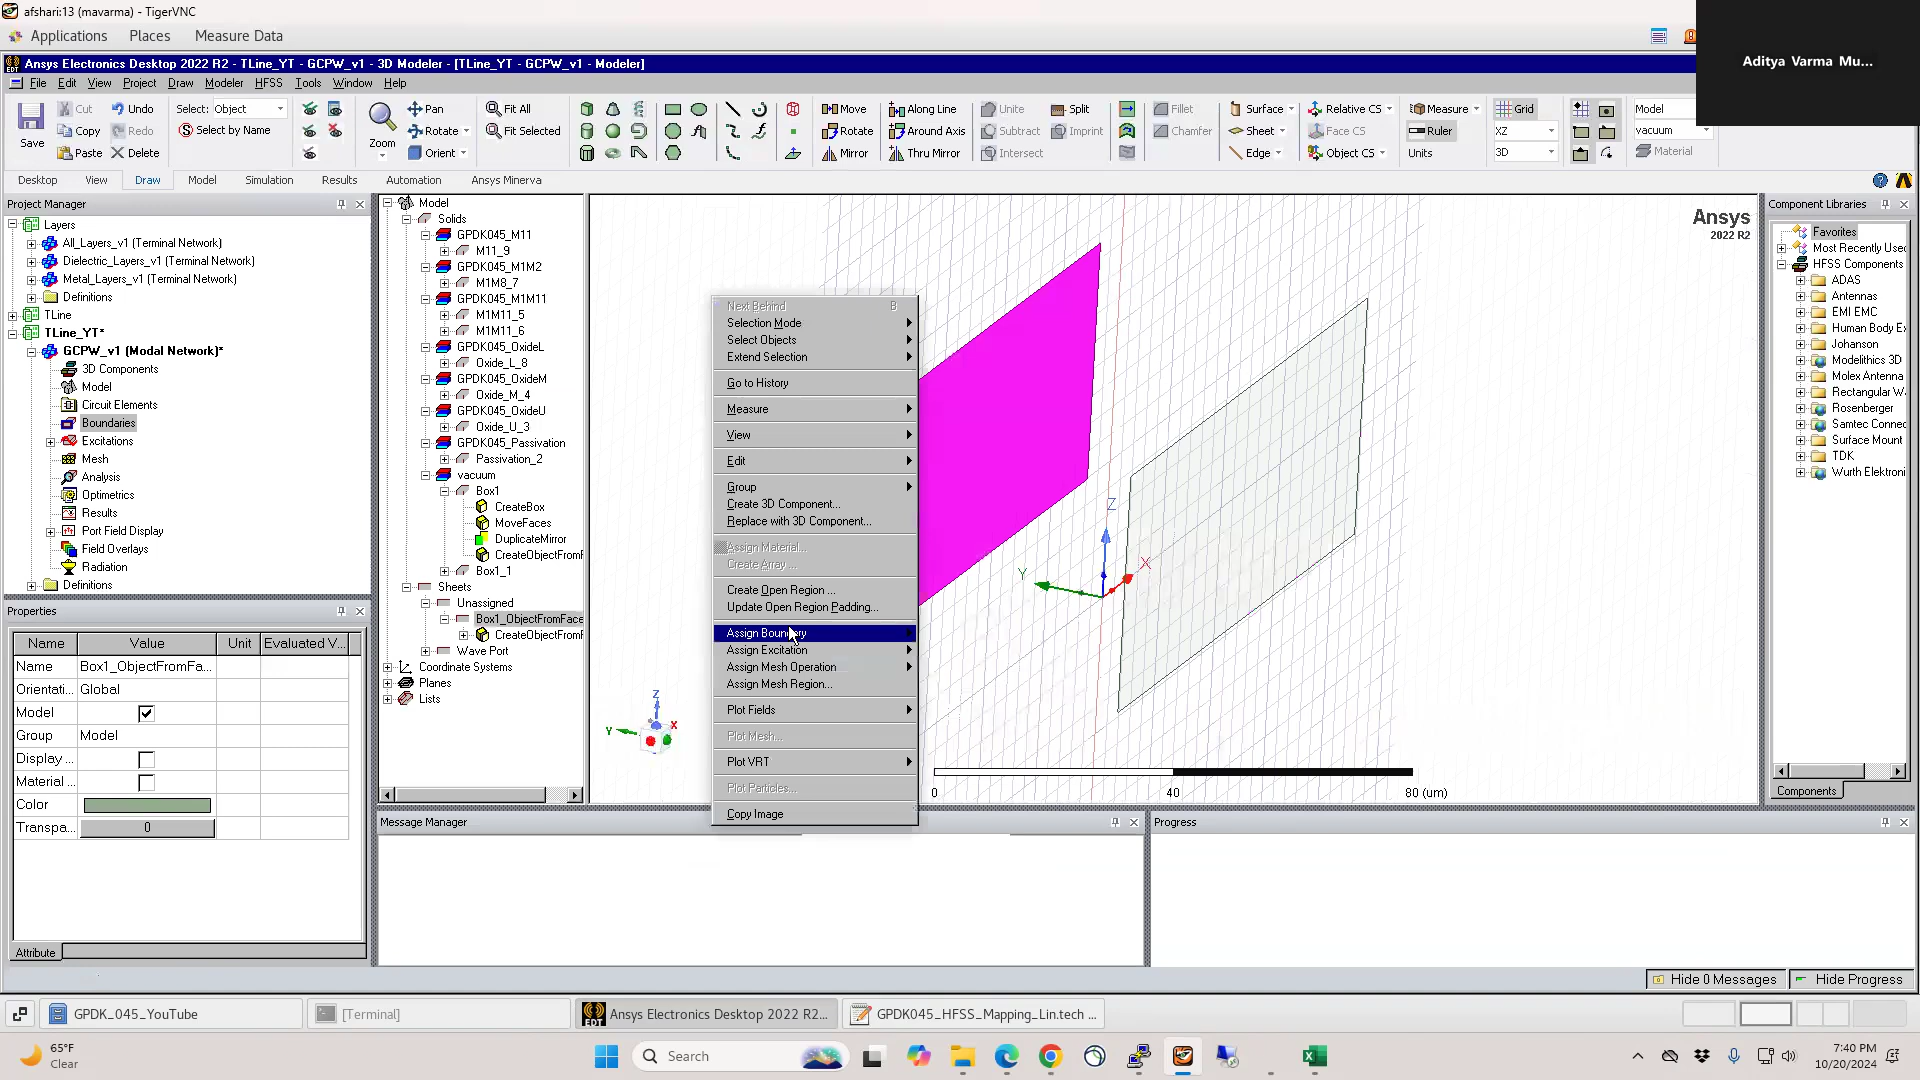 afshari:13 (mavarma) - TigerVNC
Applications Places Measure Data
Aditya Varma Mu...
Ansys Electronics Desktop 2022 R2 - TLine_YT - GCPW_v1 - 3D Modeler - [TLine_YT - GCPW_v1 - Modeler]
File Edit View Project Draw Modeler HFSS Tools Window Help
Save
Cut Undo
Copy Redo
Paste Delete
Select: Object
Select by Name
Zoom
Pan
Rotate
Orient
Fit All
Fit Selected
Move
Rotate
Mirror
Along Line
Around Axis
Thru Mirror
Unite Split
Subtract Imprint
Intersect
Fillet
Chamfer
Surface
Sheet
Edge
Relative CS
Face CS
Object CS
Measure
Ruler
Units
Grid
XZ
3D
Model
vacuum
Material
Desktop View Draw Model Simulation Results Automation Ansys Minerva
Project Manager
Layers
All_Layers_v1 (Terminal Network)
Dielectric_Layers_v1 (Terminal Network)
Metal_Layers_v1 (Terminal Network)
Definitions
TLine
TLine_YT*
GCPW_v1 (Modal Network)*
3D Components
Model
Circuit Elements
Boundaries
Excitations
Mesh
Analysis
Optimetrics
Results
Port Field Display
Field Overlays
Radiation
Definitions
Properties
Name Value Unit Evaluated V...
Name Box1_ObjectFromFa...
Orientati... Global
Model
Group Model
Display ...
Material ...
Color
Transpa... 0
Attribute
Model
Solids
GPDK045_M11
M11_9
GPDK045_M1M2
M1M8_7
GPDK045_M1M11
M1M11_5
M1M11_6
GPDK045_OxideL
Oxide_L_8
GPDK045_OxideM
Oxide_M_4
GPDK045_OxideU
Oxide_U_3
GPDK045_Passivation
Passivation_2
vacuum
Box1
CreateBox
MoveFaces
DuplicateMirror
CreateObjectFromF
Box1_1
Sheets
Unassigned
Box1_ObjectFromFace
CreateObjectFromF
Wave Port
Coordinate Systems
Planes
Lists
Next Behind B
Selection Mode
Select Objects
Extend Selection
Go to History
Measure
View
Edit
Group
Create 3D Component...
Replace with 3D Component...
Assign Material...
Create Array ...
Create Open Region ...
Update Open Region Padding...
Assign Boundary
Assign Excitation
Assign Mesh Operation
Assign Mesh Region...
Plot Fields
Plot Mesh...
Plot VRT
Plot Particles...
Copy Image
Ansys
2022 R2
Z
X
Y
Z
Y
X
0 40 80 (um)
Component Libraries
Favorites
Most Recently Used
HFSS Components
ADAS
Antennas
EMI EMC
Human Body Ex
Johanson
Modelithics 3D
Molex Antenna
Rectangular W
Rosenberger
Samtec Connec
Surface Mount
TDK
Wurth Elektroni
Components
Message Manager
Progress
Hide 0 Messages Hide Progress
GPDK_045_YouTube [Terminal] Ansys Electronics Desktop 2022 R2... GPDK045_HFSS_Mapping_Lin.tech ...
65°F
Clear
Search
7:40 PM
10/20/2024